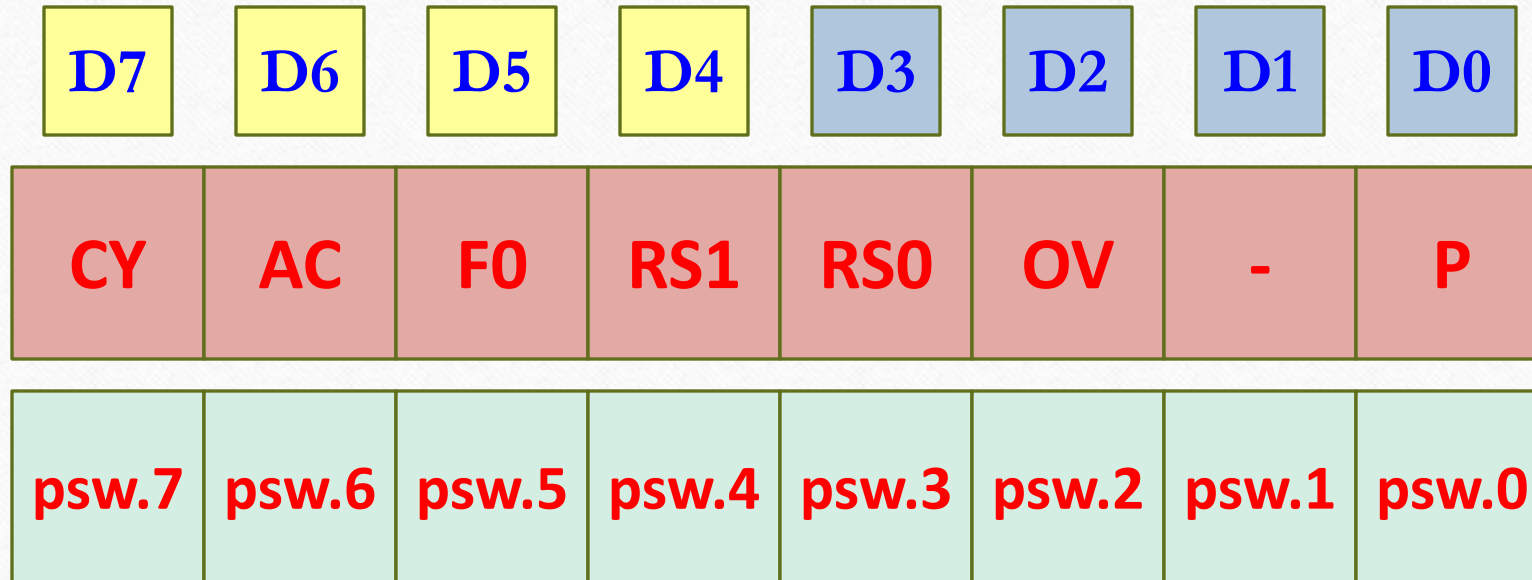 D7 D6 D5 D4 D3 D2 D1 D0
CY AC F0 RS1 RS0 OV - P
psw.7 psw.6 psw.5 psw.4 psw.3 psw.2 psw.1 psw.0